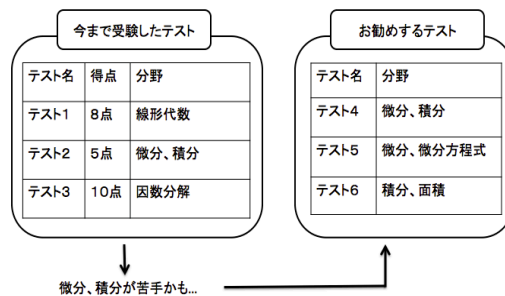 今まで受験したテスト
テスト名 得点 分野
テスト1 8点 線形代数
テスト2 5点 微分、積分
テスト3 10点 因数分解
お勧めするテスト
テスト名 分野
テスト4 微分、積分
テスト5 微分、微分方程式
テスト6 積分、面積
微分、積分が苦手かも...